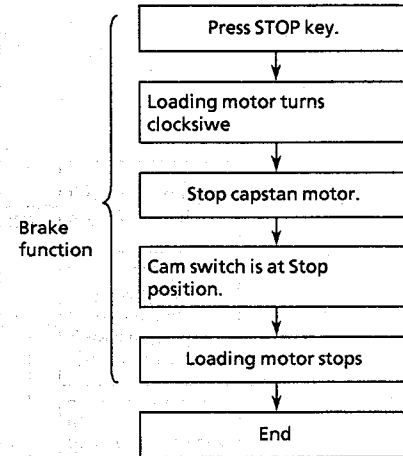 Press STOP key.
Loading motor turns
clocksiwe
Stop capstan motor.
Brake
function
Cam switch is at Stop
position.
Loading motor stops
End